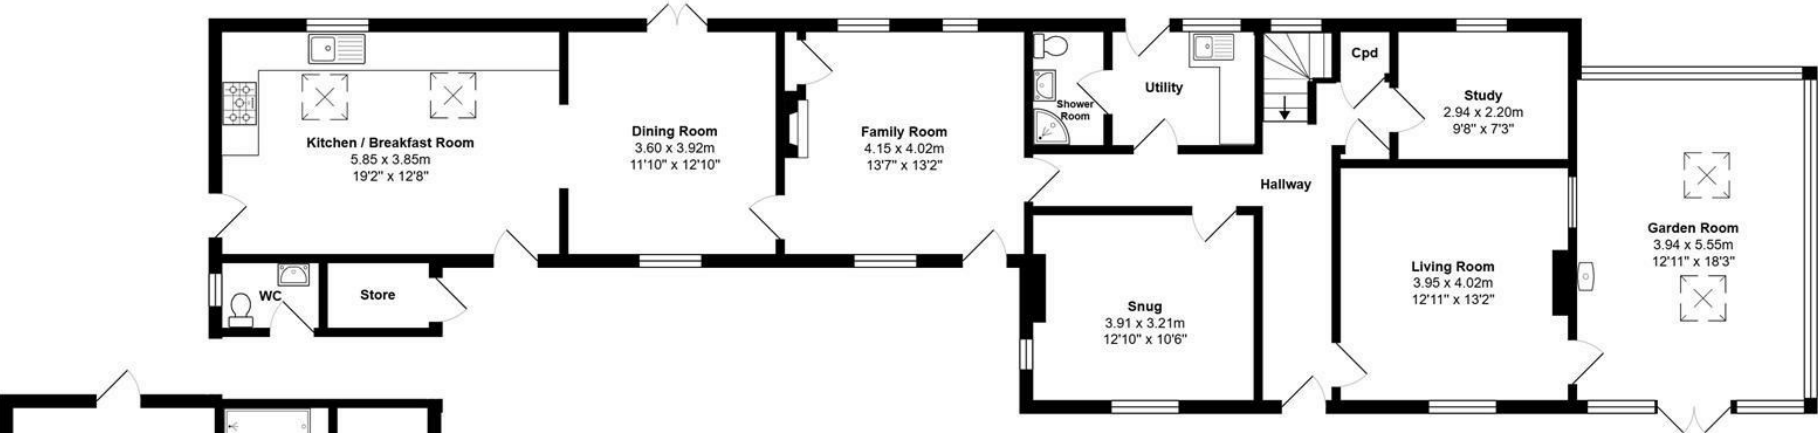 Kitchen / Breakfast Room
5.85 x 3.85m
19'2" x 12'8"
Dining Room
3.60 x 3.92m
11'10" x 12'10"
Family Room
4.15 x 4.02m
13'7" x 13'2"
Shower
Room
Utility
Cpd
Study
2.94 x 2.20m
9'8" x 7'3"
Hallway
Garden Room
3.94 x 5.55m
12'11" x 18'3"
Living Room
3.95 x 4.02m
12'11" x 13'2"
WC
Store
Snug
3.91 x 3.21m
12'10" x 10'6"